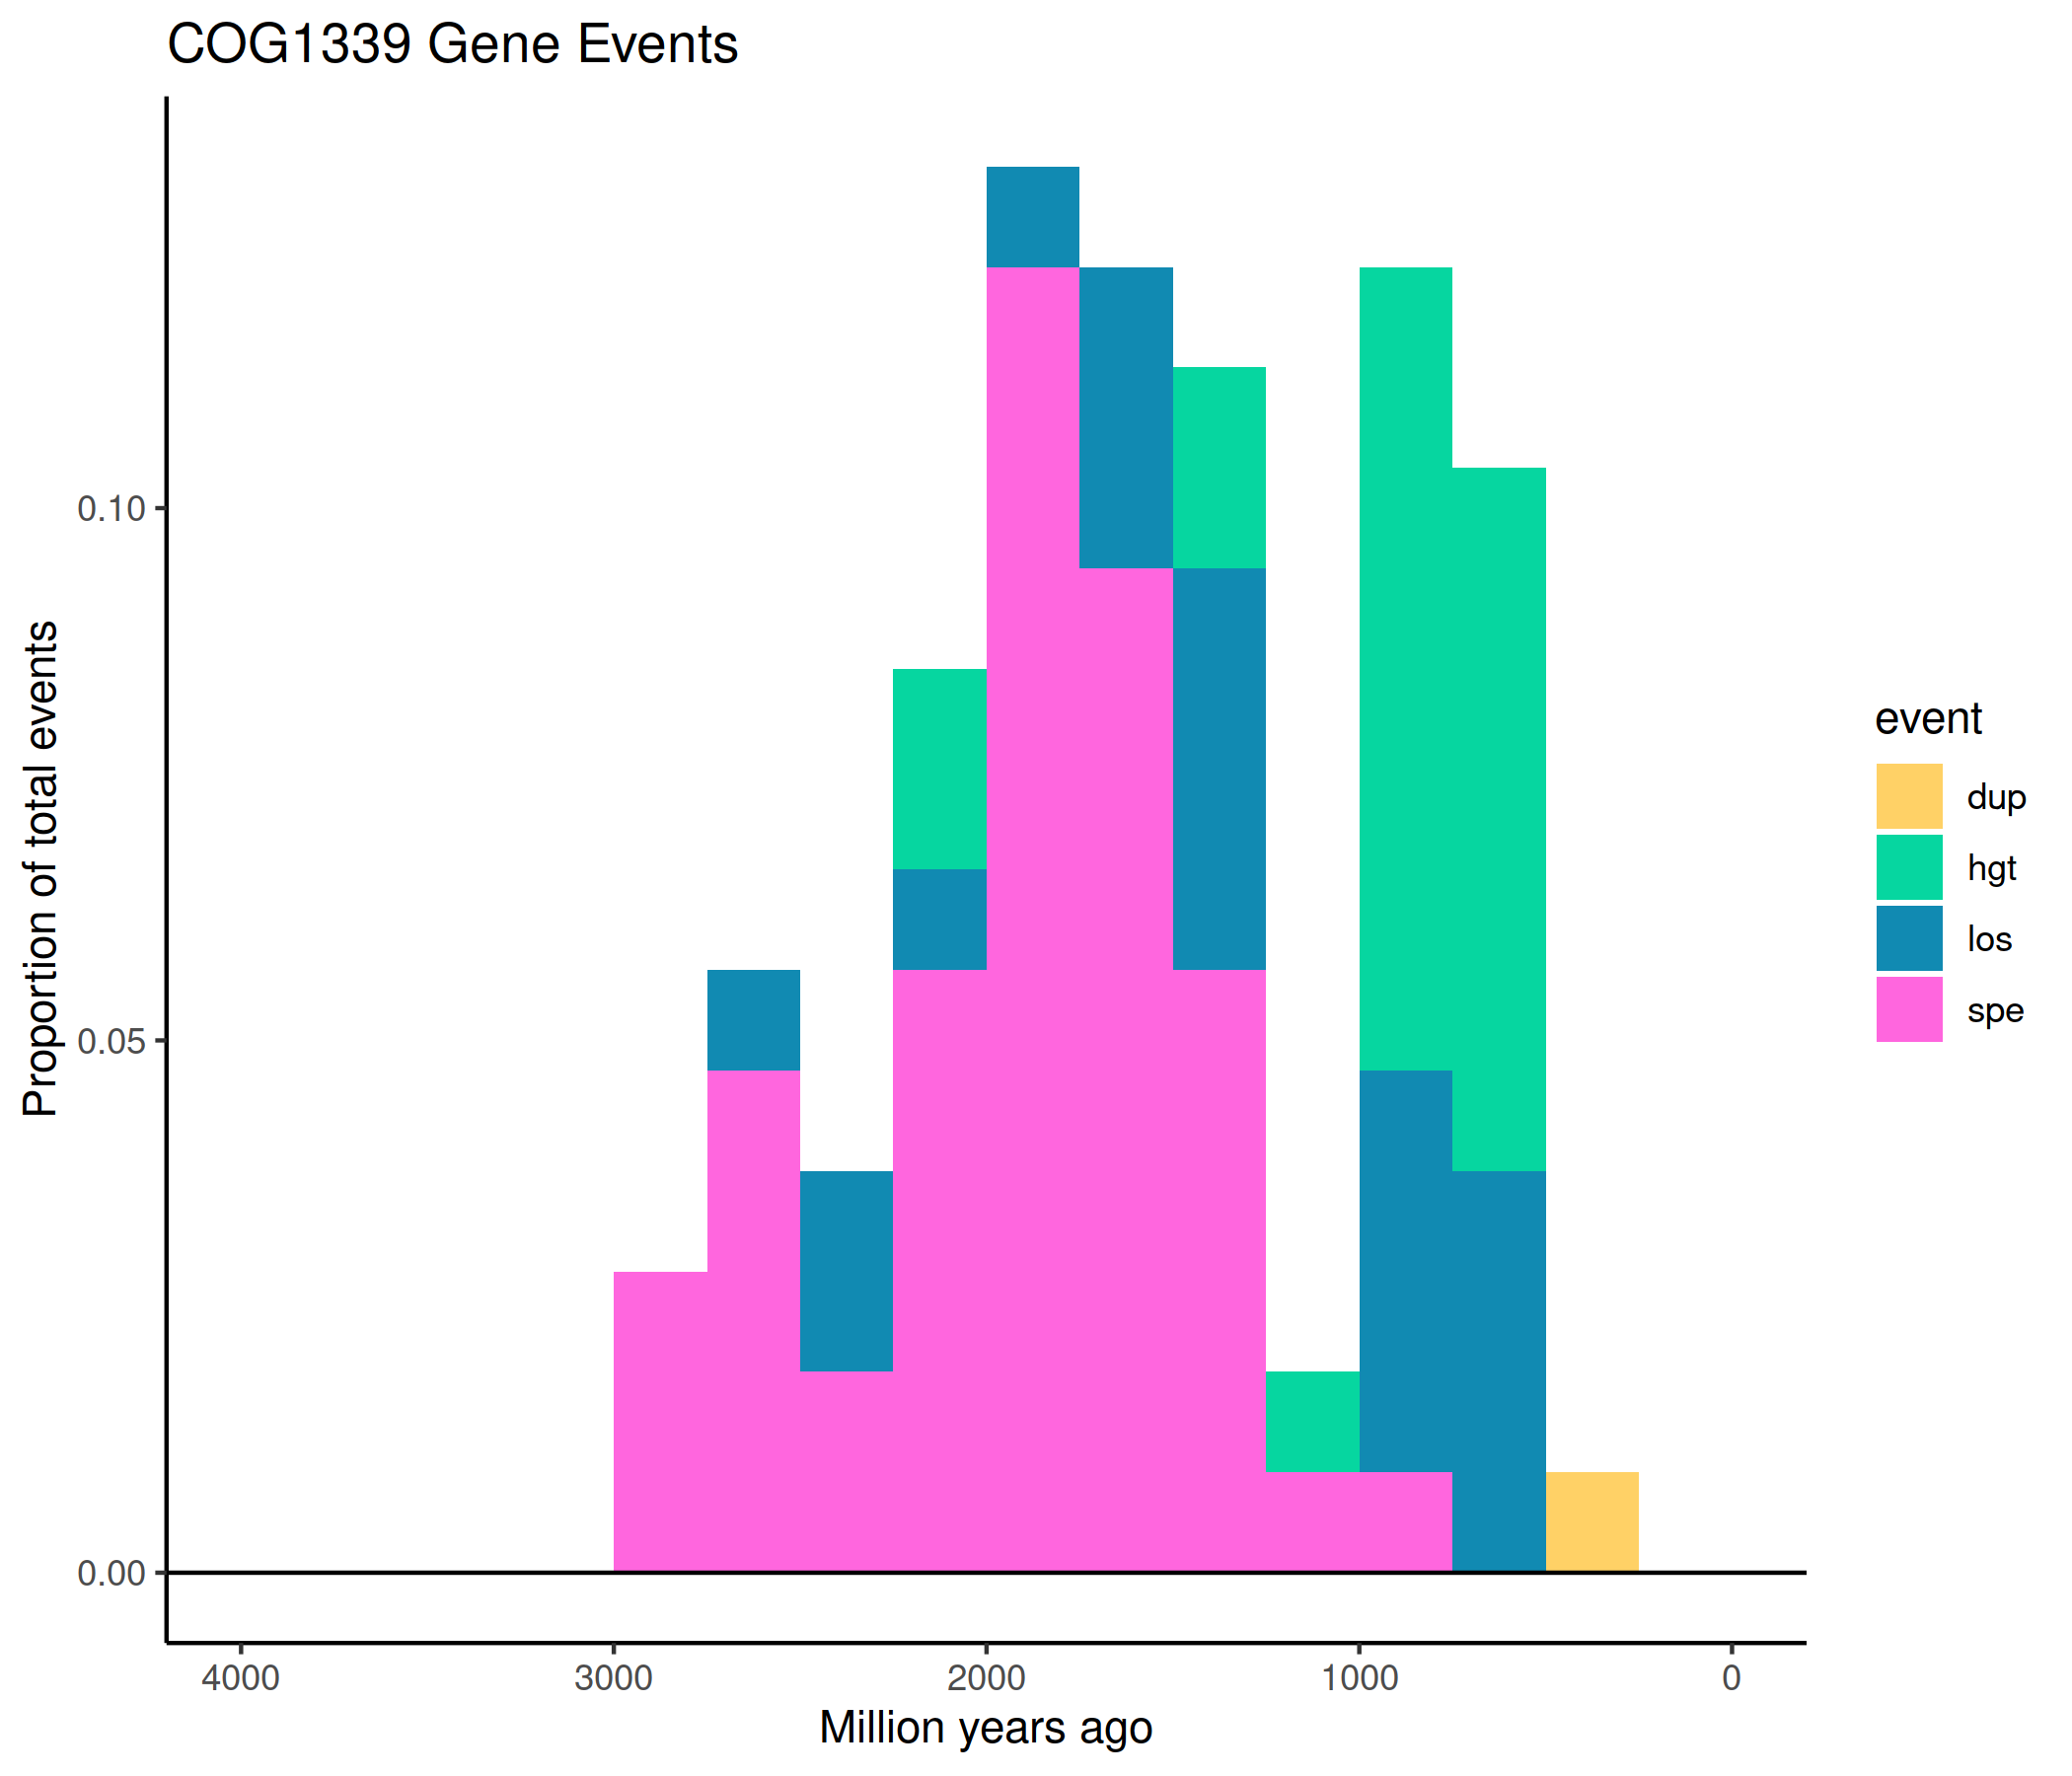 COG1339 Gene Events
Proportion of total events
0.10
0.05
0.00
4000 3000 2000 1000 0
Million years ago
event
dup
hgt
los
spe